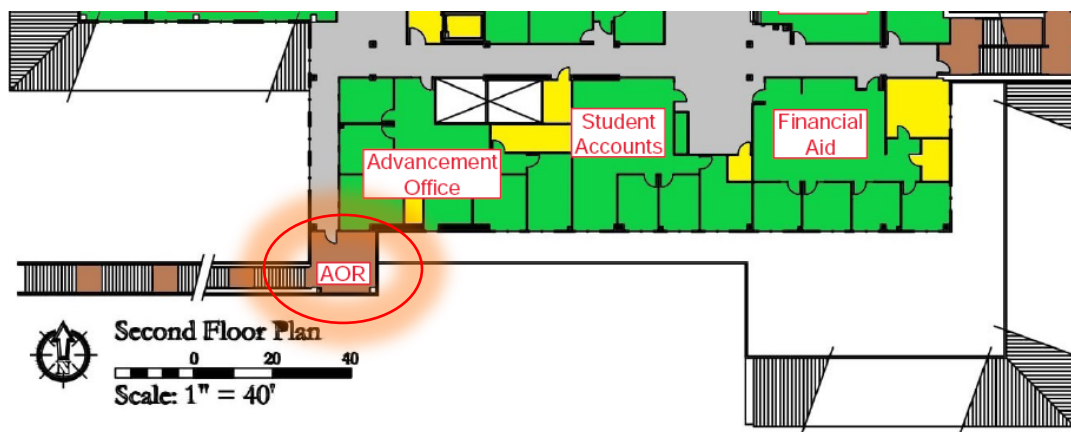 Student
Accounts
Financial
Aid
Advancement
Office
AOR
Second Floor Plan
0 20 40
Scale: 1" = 40'
N